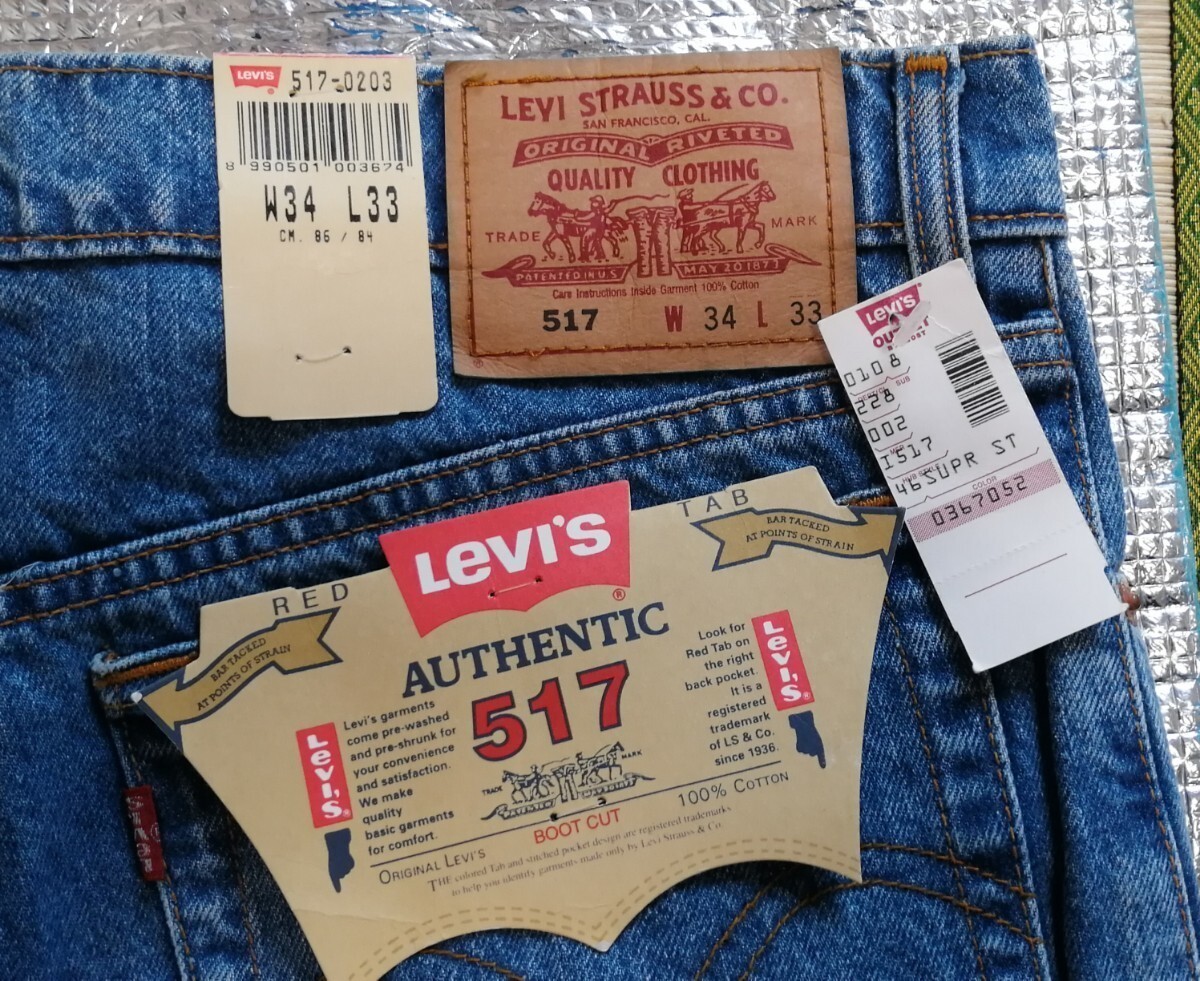 Levi's
517-0203
8 990501 003674
W34 L33
CM. 86 / 84
LEVI STRAUSS & CO.
SAN FRANCISCO, CAL.
ORIGINAL RIVETED
QUALITY CLOTHING
TRADE MARK
PATENTED IN U.S. MAY 20 1873
Care Instructions Inside Garment 100% Cotton
517 W 34 L 33
®
Levi's
0108
SUB
228
002
I517
46SUPR ST
COLOR
0367052
RED TAB
Levi's
®
BAR TACKED
AT POINTS OF STRAIN
BAR TACKED
AT POINTS OF STRAIN
AUTHENTIC
517
Levi's garments
come pre-washed
and pre-shrunk for
your convenience
and satisfaction.
We make
quality
basic garments
for comfort.
Levi's®
Look for
Red Tab on
the right
back pocket.
It is a
registered
trademark
of LS & Co.
since 1936.
Levi's®
TRADE MARK
ORIGINAL LEVI'S BOOT CUT 100% COTTON
THE colored Tab and stitched pocket design are registered trademarks
to help you identify garments made only by Levi Strauss & Co.